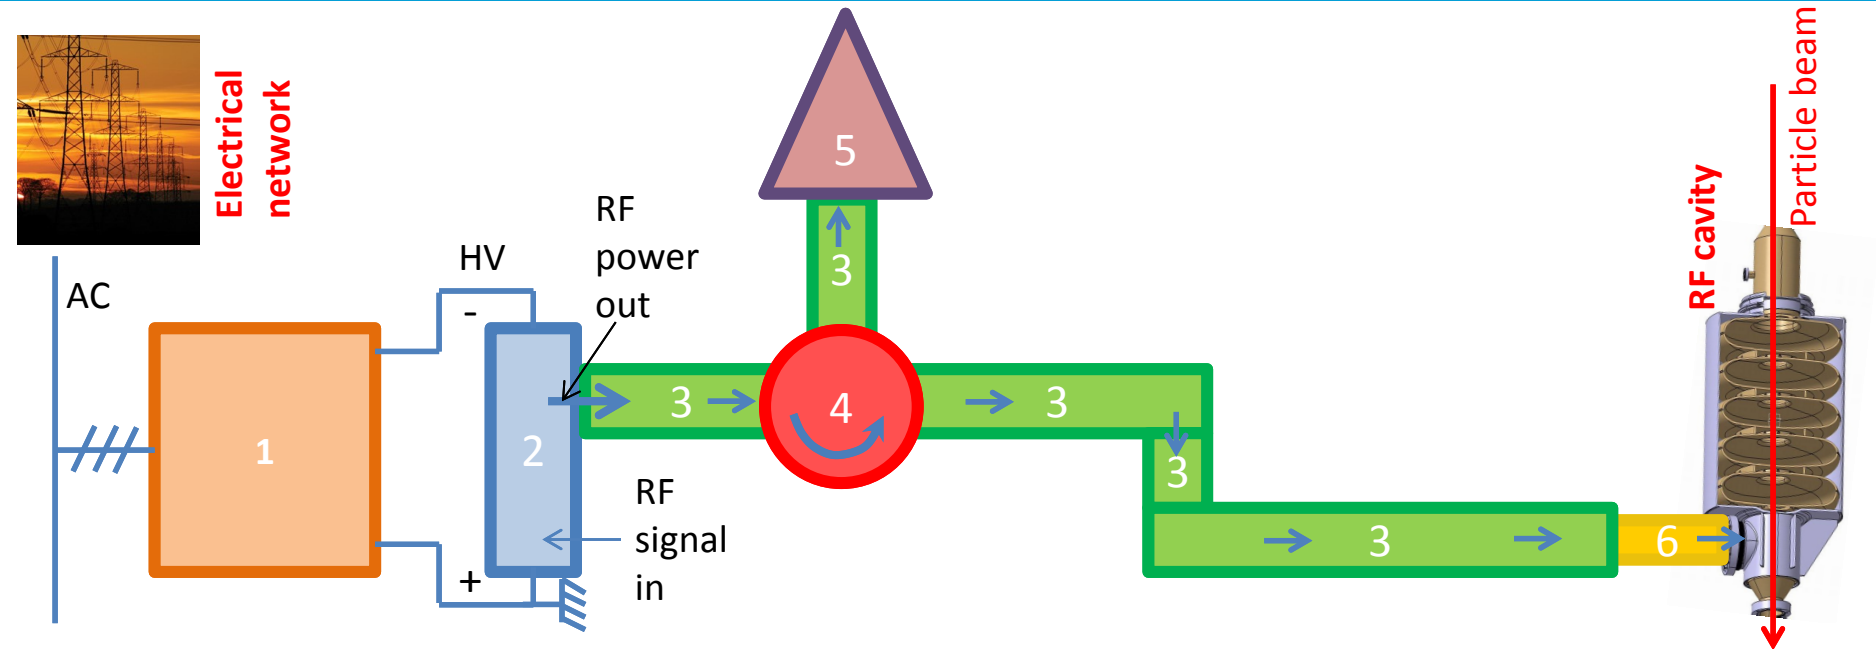 Electrical
network
AC
HV
-
+
1
2
RF
power
out
RF
signal
in
3
4
3
5
3
3
3
6
RF cavity
Particle beam